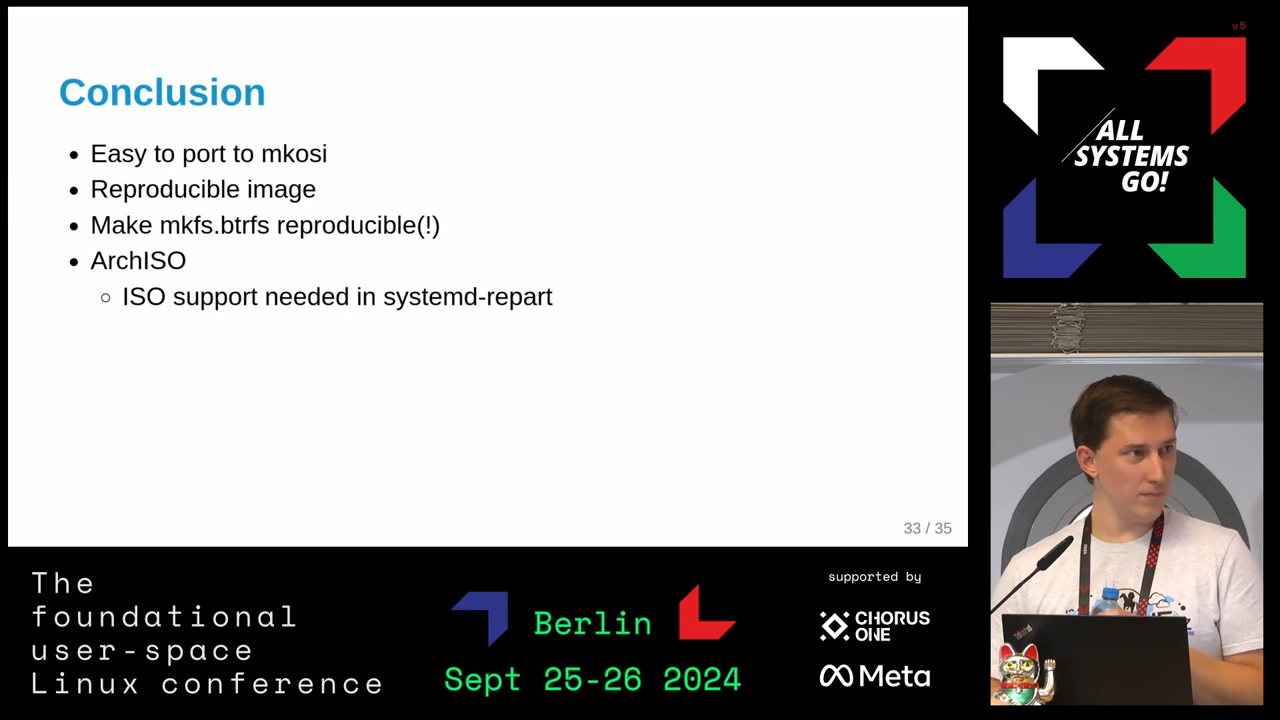 Conclusion
Easy to port to mkosi
Reproducible image
Make mkfs.btrfs reproducible(!)
ArchISO
ISO support needed in systemd-repart
33 / 35
v5
ALL
SYSTEMS
GO!
The
foundational
user-space
Linux conference
Berlin
Sept 25-26 2024
supported by
CHORUS
ONE
Meta
ThinkPad